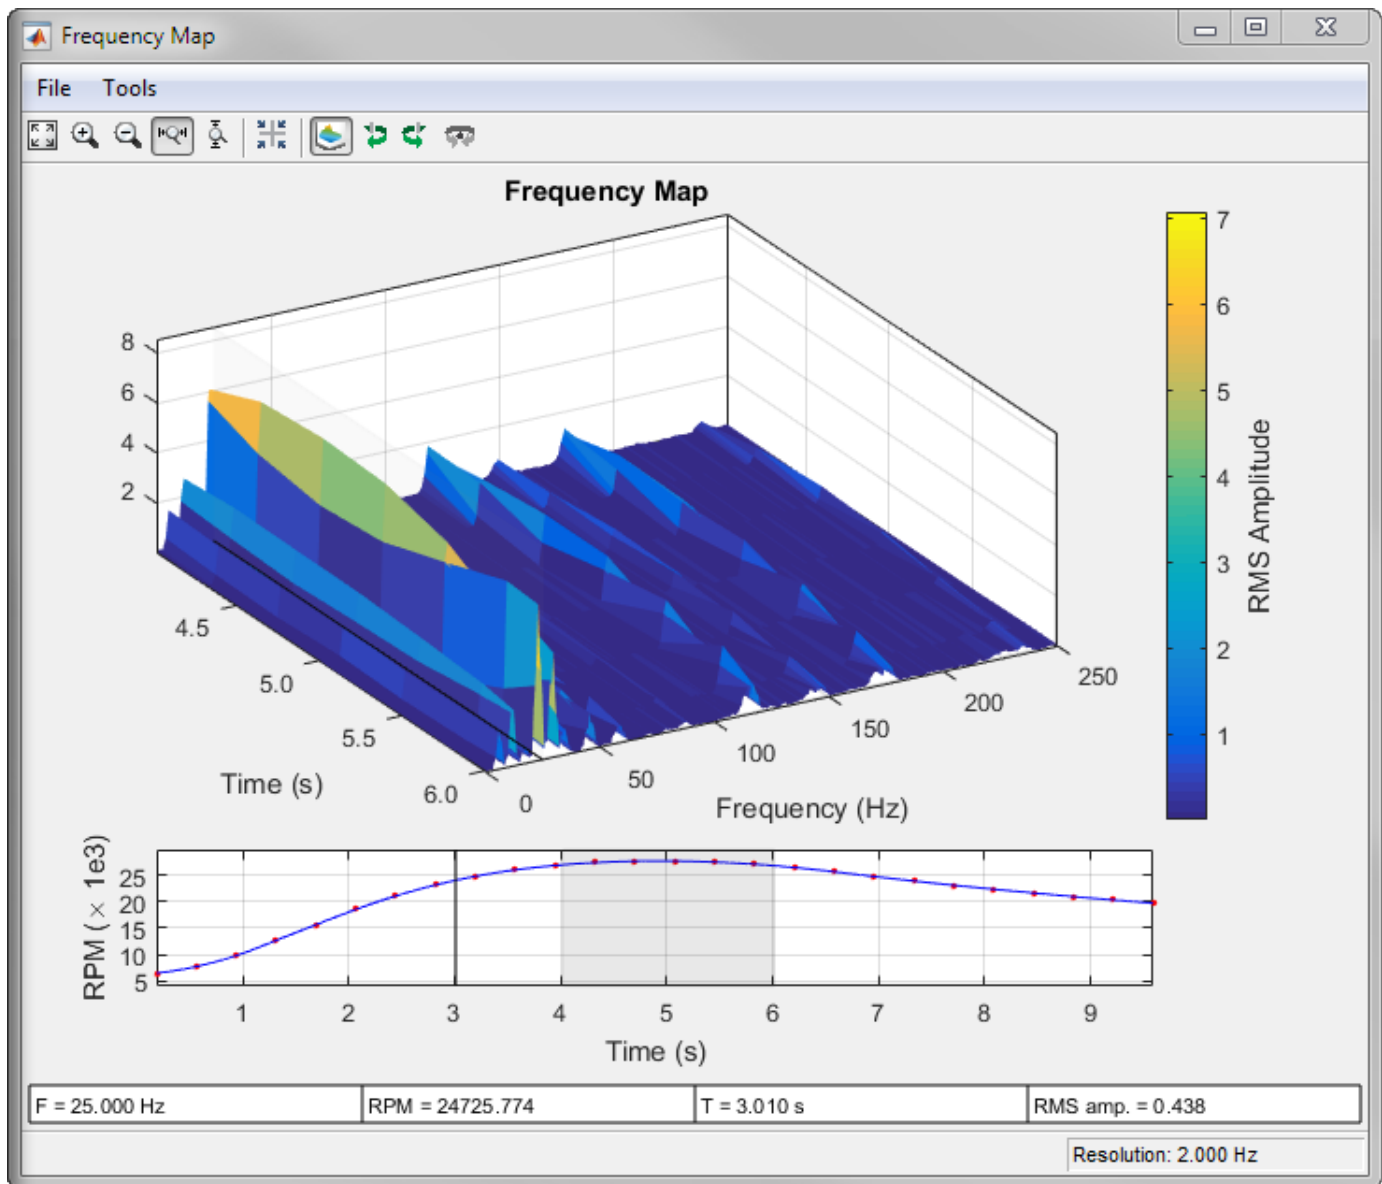 Frequency Map
File Tools
Frequency Map
8
6
4
2
4.5
5.0
5.5
6.0
Time (s)
0
50
100
150
200
250
Frequency (Hz)
7
6
5
4
3
2
1
RMS Amplitude
RPM ( × 1e3)
25
20
15
10
5
1 2 3 4 5 6 7 8 9
Time (s)
F = 25.000 Hz RPM = 24725.774 T = 3.010 s RMS amp. = 0.438
Resolution: 2.000 Hz